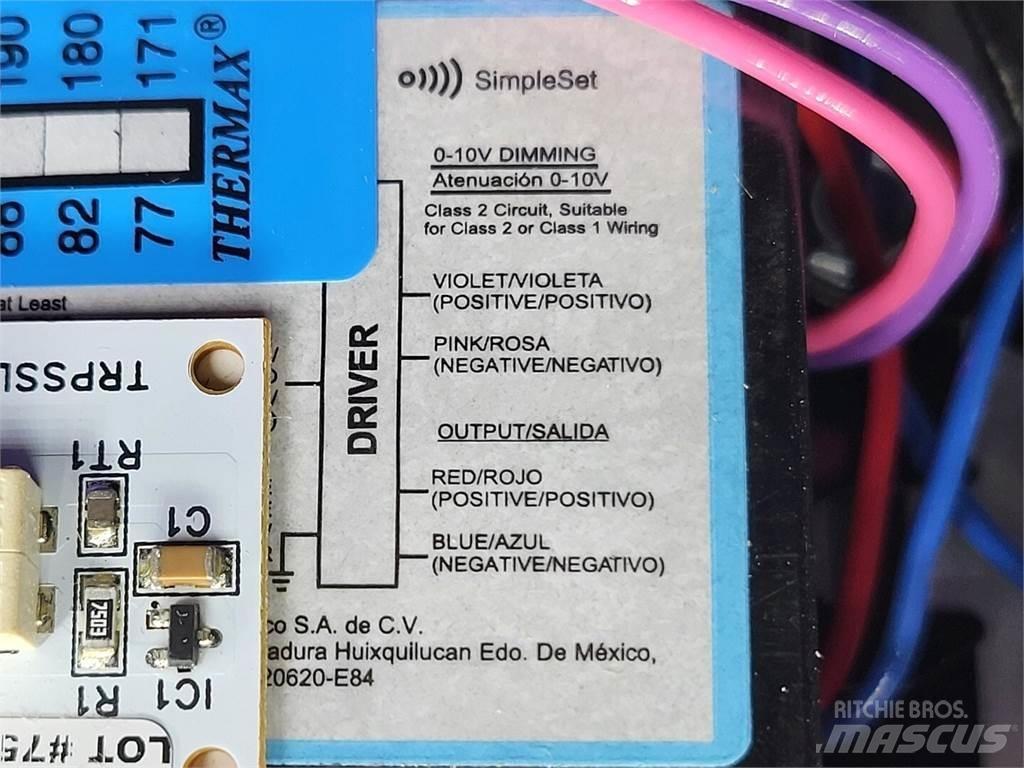 190 180 171
88 82 77
THERMAX®
SimpleSet
0-10V DIMMING
Atenuación 0-10V
Class 2 Circuit, Suitable
for Class 2 or Class 1 Wiring
VIOLET/VIOLETA
(POSITIVE/POSITIVO)
PINK/ROSA
(NEGATIVE/NEGATIVO)
OUTPUT/SALIDA
RED/ROJO
(POSITIVE/POSITIVO)
BLUE/AZUL
(NEGATIVE/NEGATIVO)
DRIVER
at Least
TRPSSL
RT1
C1
7503
R1
IC1
LOT #75
co S.A. de C.V.
adura Huixquilucan Edo. De México,
20620-E84
RITCHIE BROS.
MASCUS